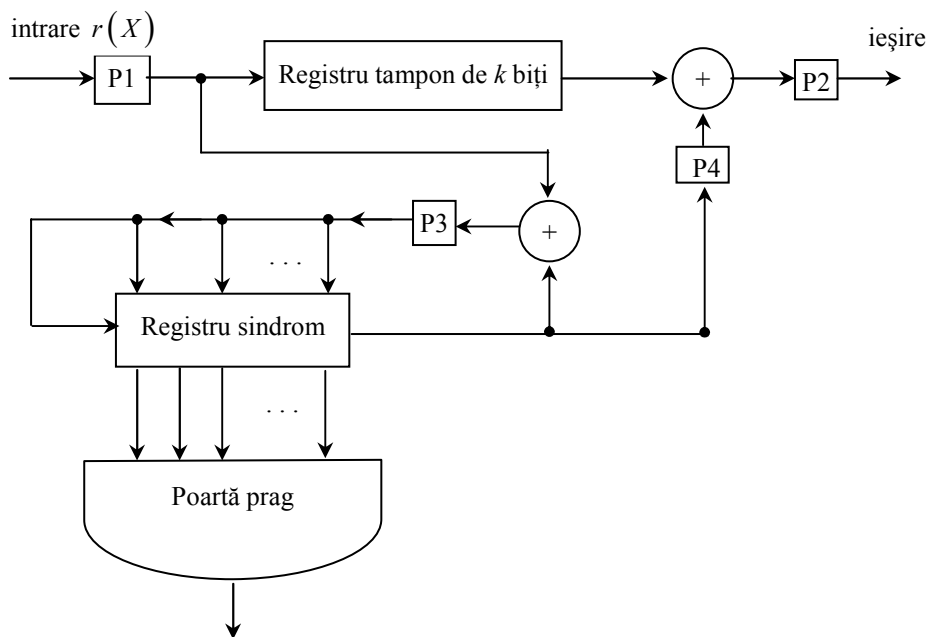 intrare r(X)
ieşire
P1
Registru tampon de k biţi
+
P2
P4
P3
+
. . .
Registru sindrom
. . .
Poartă prag